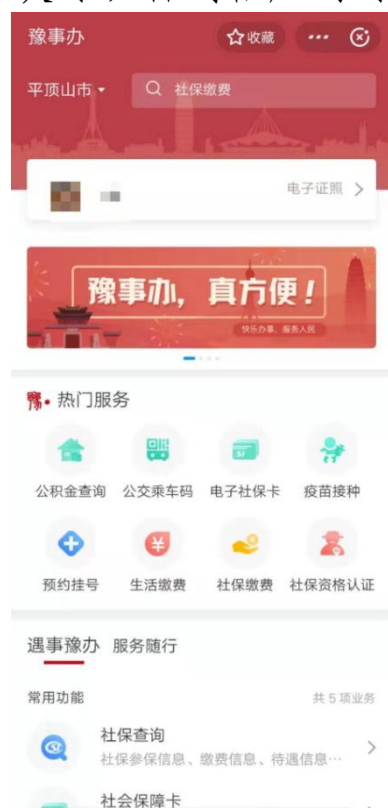 豫事办
收藏
平顶山市
社保缴费
电子证照
豫事办，真方便！
快乐办事，服务人民
豫 热门服务
公积金查询 公交乘车码 电子社保卡 疫苗接种
预约挂号 生活缴费 社保缴费 社保资格认证
遇事豫办 服务随行
常用功能 共 5 项业务
社保查询
社保参保信息、缴费信息、待遇信息…
社会保障卡